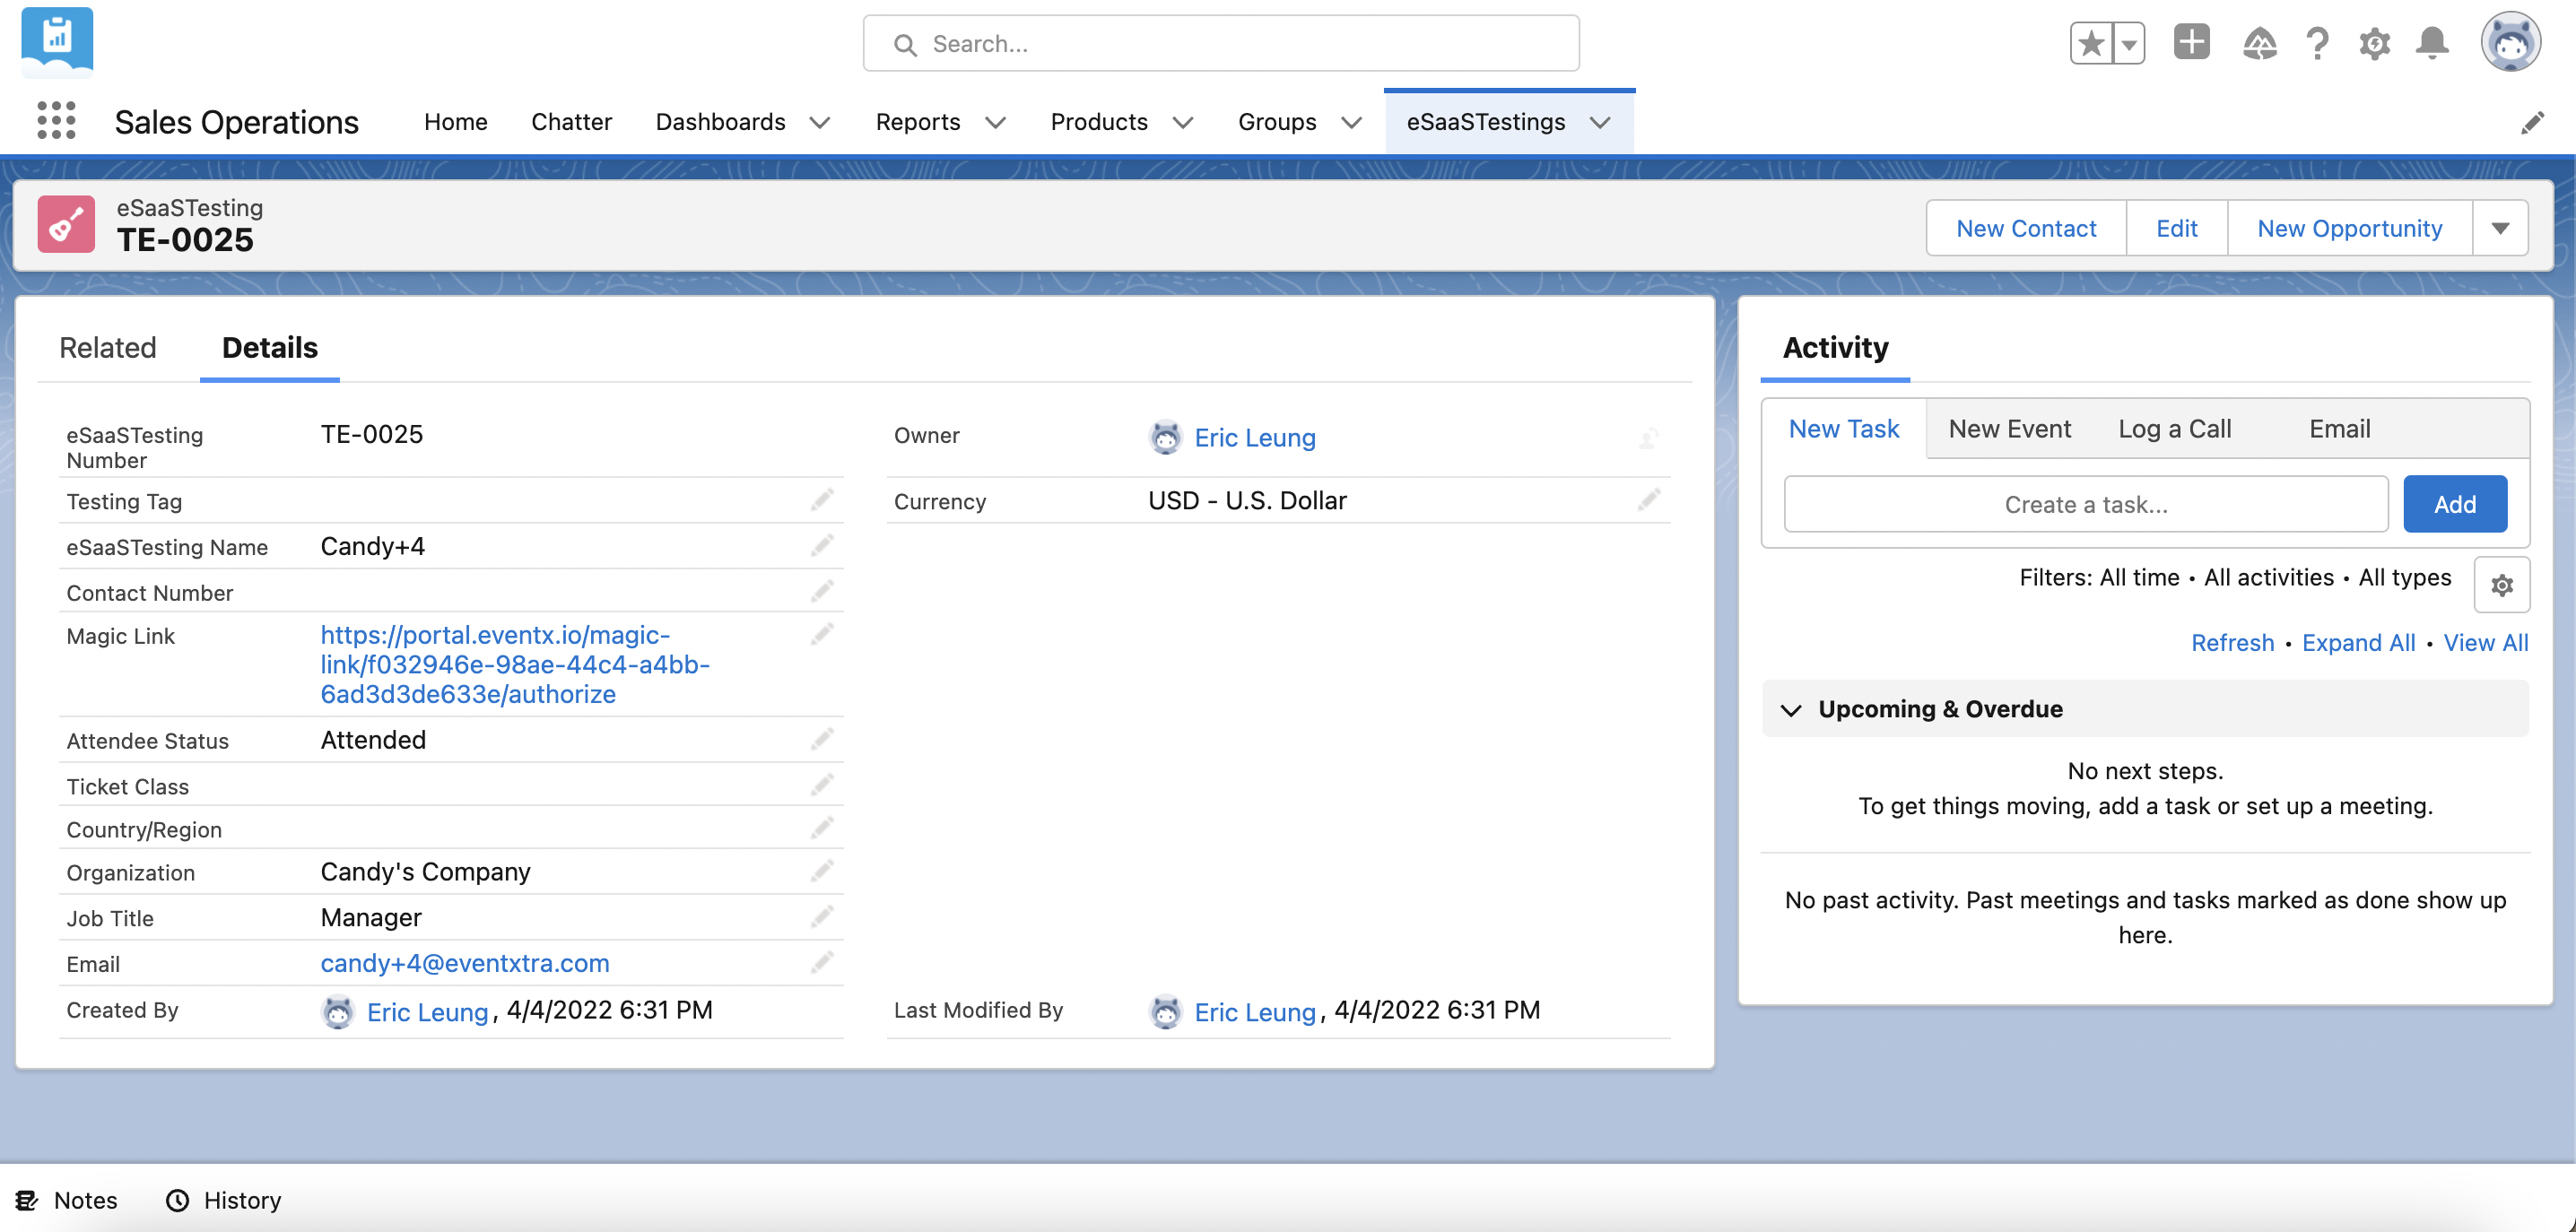 Search...
Sales Operations
Home
Chatter
Dashboards
Reports
Products
Groups
eSaaSTestings
eSaaSTesting
TE-0025
New Contact
Edit
New Opportunity
Related
Details
eSaaSTesting
Number
TE-0025
Owner
Eric Leung
Testing Tag
Currency
USD - U.S. Dollar
eSaaSTesting Name
Candy+4
Contact Number
Magic Link
https://portal.eventx.io/magic-
link/f032946e-98ae-44c4-a4bb-
6ad3d3de633e/authorize
Attendee Status
Attended
Ticket Class
Country/Region
Organization
Candy's Company
Job Title
Manager
Email
candy+4@eventxtra.com
Created By
Eric Leung, 4/4/2022 6:31 PM
Last Modified By
Eric Leung, 4/4/2022 6:31 PM
Activity
New Task
New Event
Log a Call
Email
Create a task...
Add
Filters: All time • All activities • All types
Refresh • Expand All • View All
Upcoming & Overdue
No next steps.
To get things moving, add a task or set up a meeting.
No past activity. Past meetings and tasks marked as done show up
here.
Notes
History